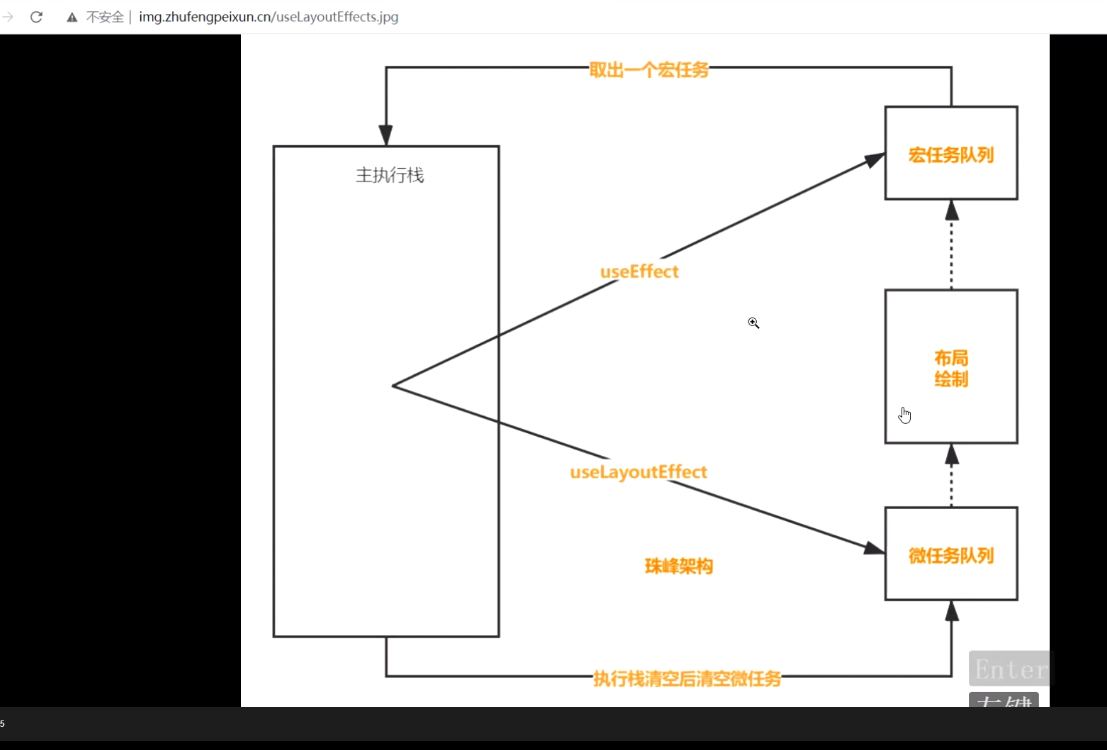 不安全 | img.zhufengpeixun.cn/useLayoutEffects.jpg
取出一个宏任务
主执行栈
宏任务队列
useEffect
布局
绘制
useLayoutEffect
微任务队列
珠峰架构
执行栈清空后清空微任务
Enter
右键
5